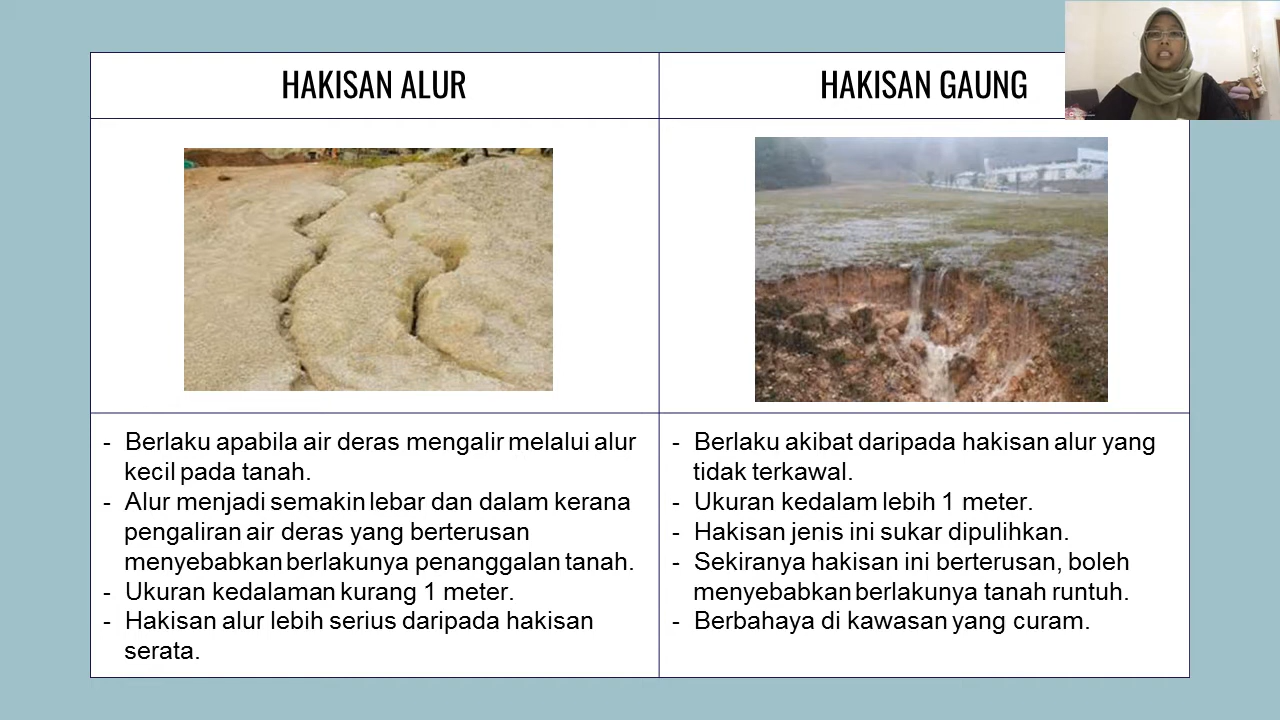 HAKISAN ALUR
HAKISAN GAUNG
- Berlaku apabila air deras mengalir melalui alur
kecil pada tanah.
- Alur menjadi semakin lebar dan dalam kerana
pengaliran air deras yang berterusan
menyebabkan berlakunya penanggalan tanah.
- Ukuran kedalaman kurang 1 meter.
- Hakisan alur lebih serius daripada hakisan
serata.
- Berlaku akibat daripada hakisan alur yang
tidak terkawal.
- Ukuran kedalam lebih 1 meter.
- Hakisan jenis ini sukar dipulihkan.
- Sekiranya hakisan ini berterusan, boleh
menyebabkan berlakunya tanah runtuh.
- Berbahaya di kawasan yang curam.